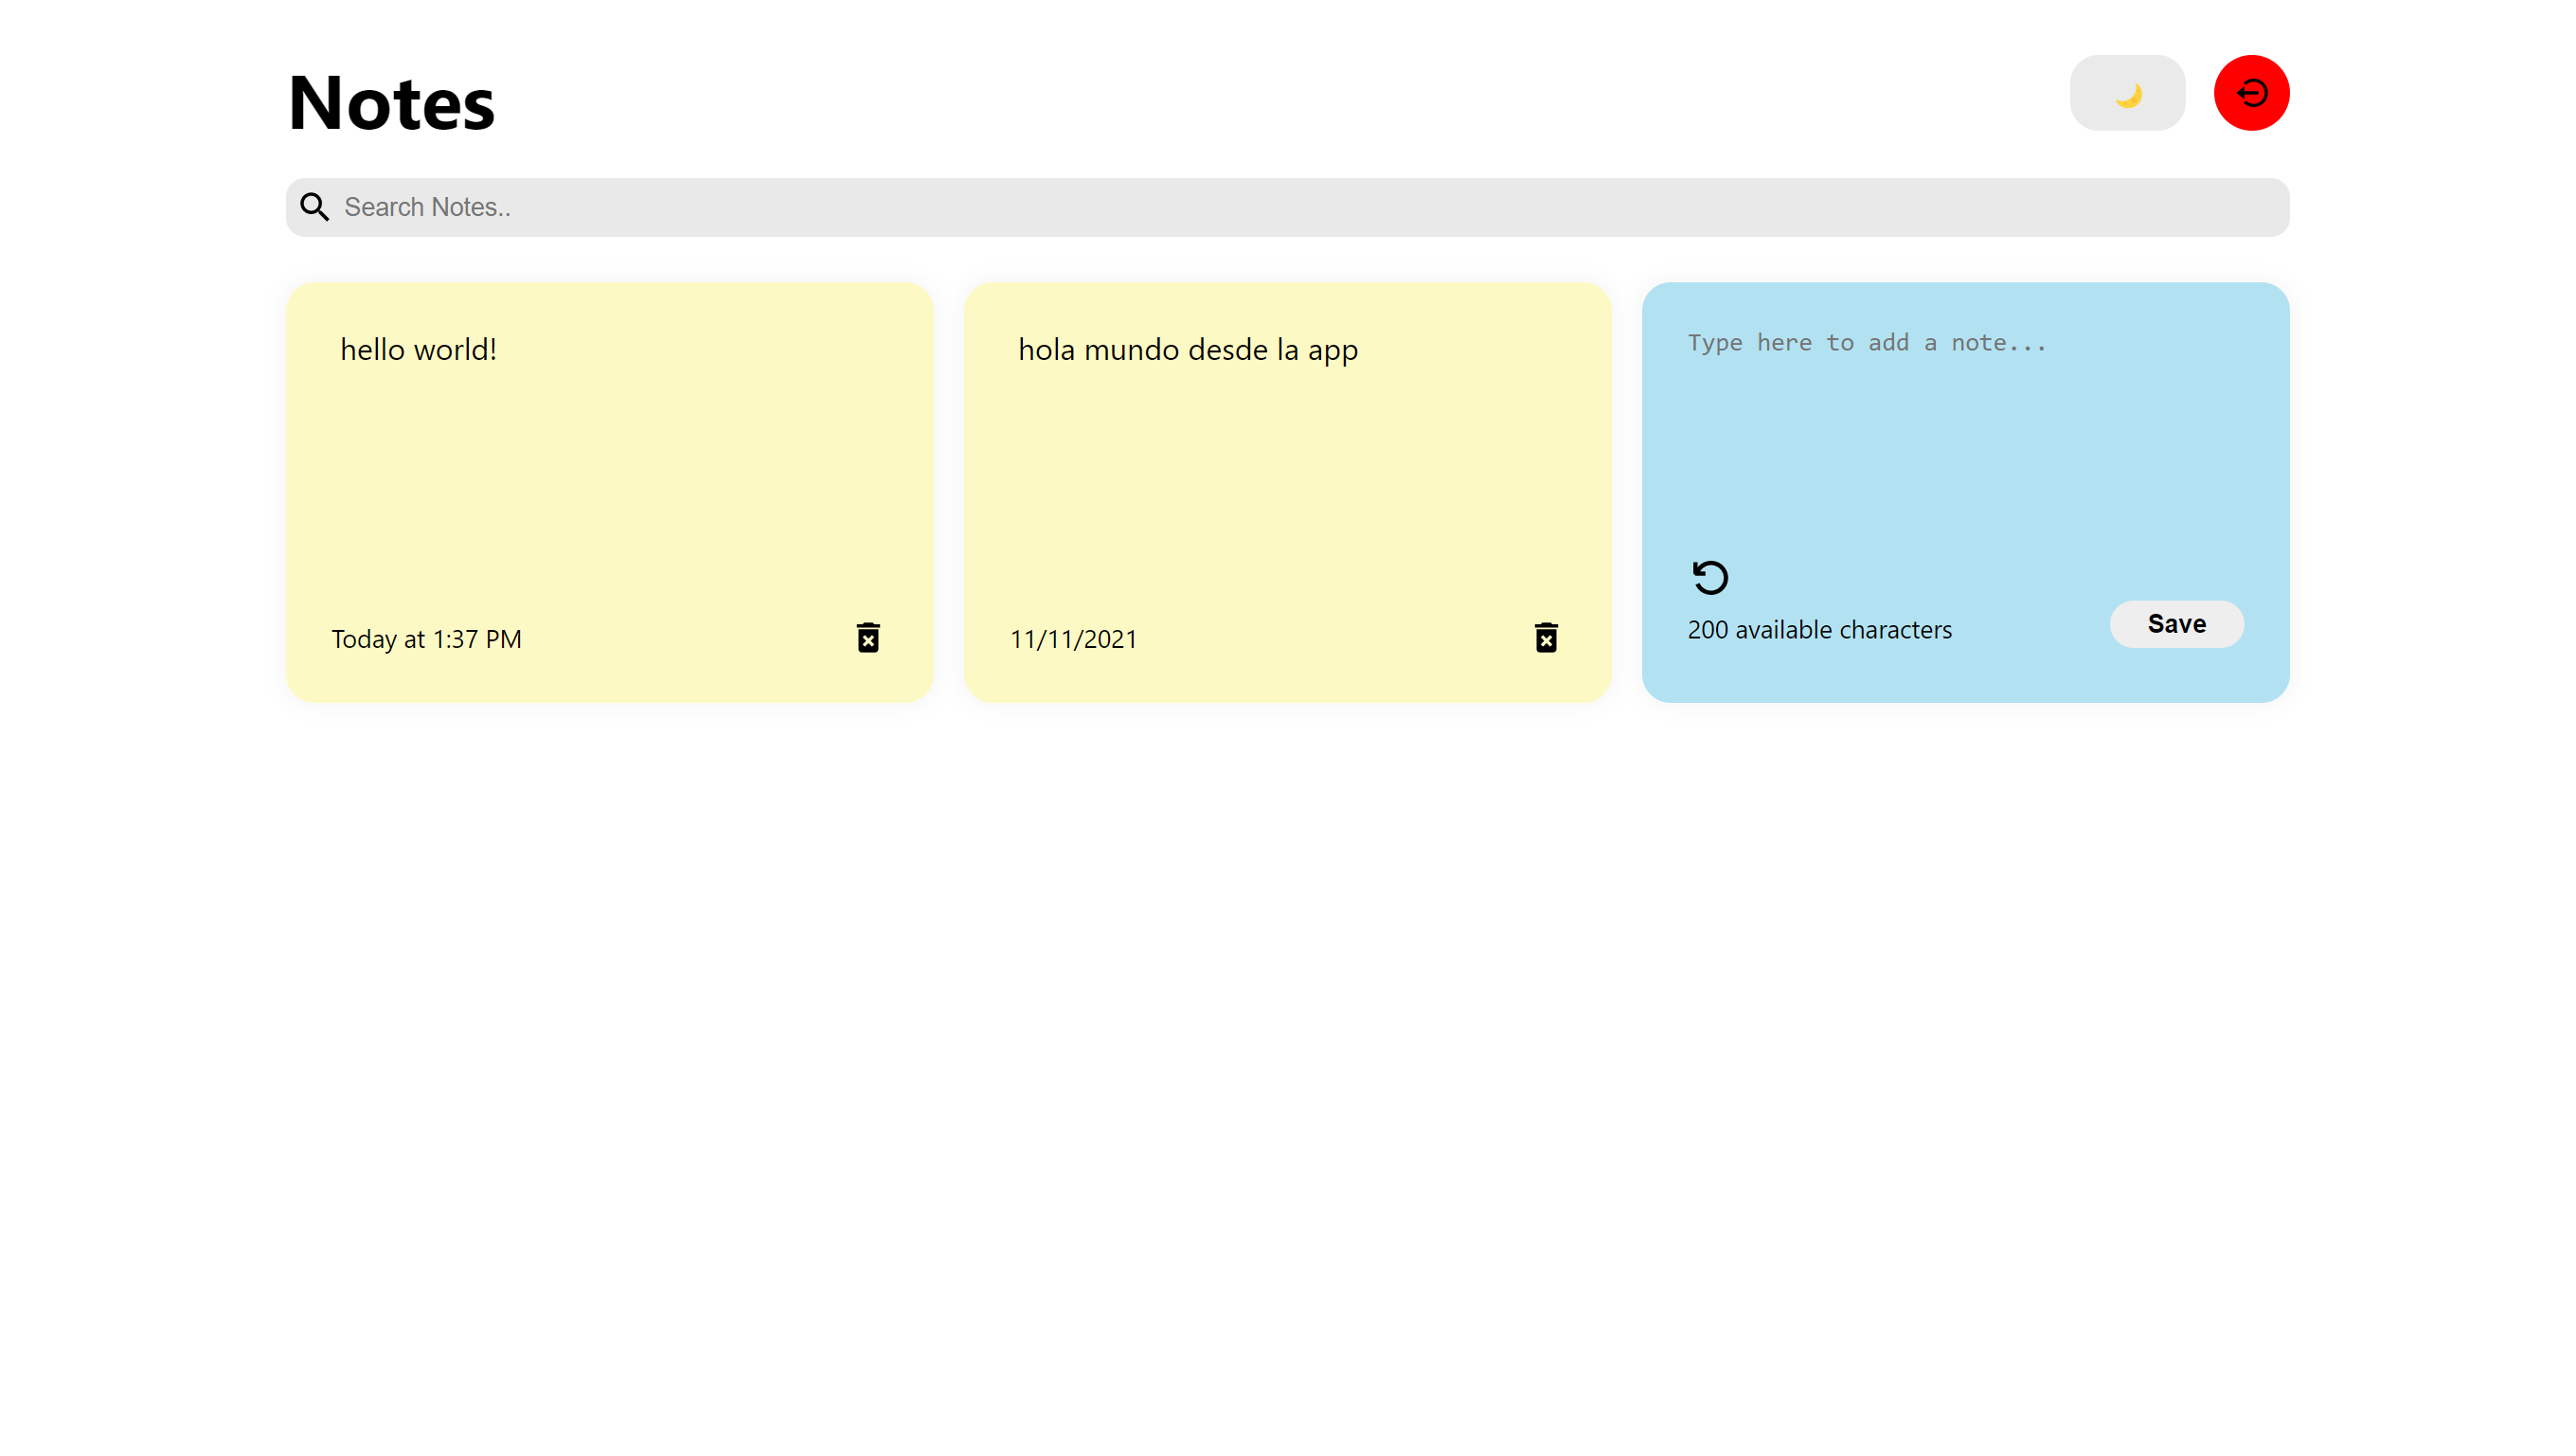 Notes
Search Notes..
hello world!
Today at 1:37 PM
hola mundo desde la app
11/11/2021
Type here to add a note...
200 available characters
Save